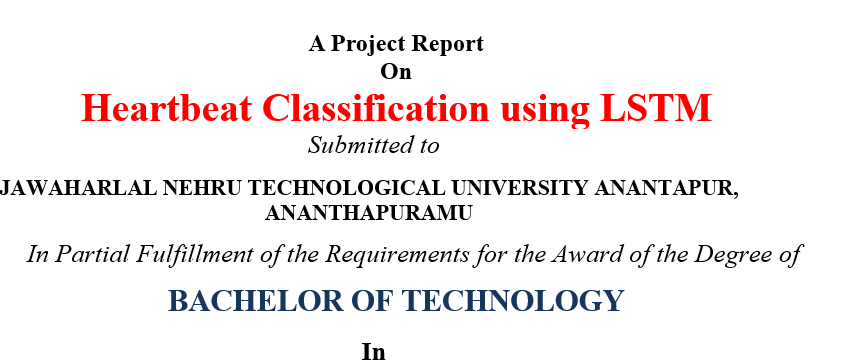 A Project Report
On
Heartbeat Classification using LSTM
Submitted to
JAWAHARLAL NEHRU TECHNOLOGICAL UNIVERSITY ANANTAPUR,
ANANTHAPURAMU
In Partial Fulfillment of the Requirements for the Award of the Degree of
BACHELOR OF TECHNOLOGY
In